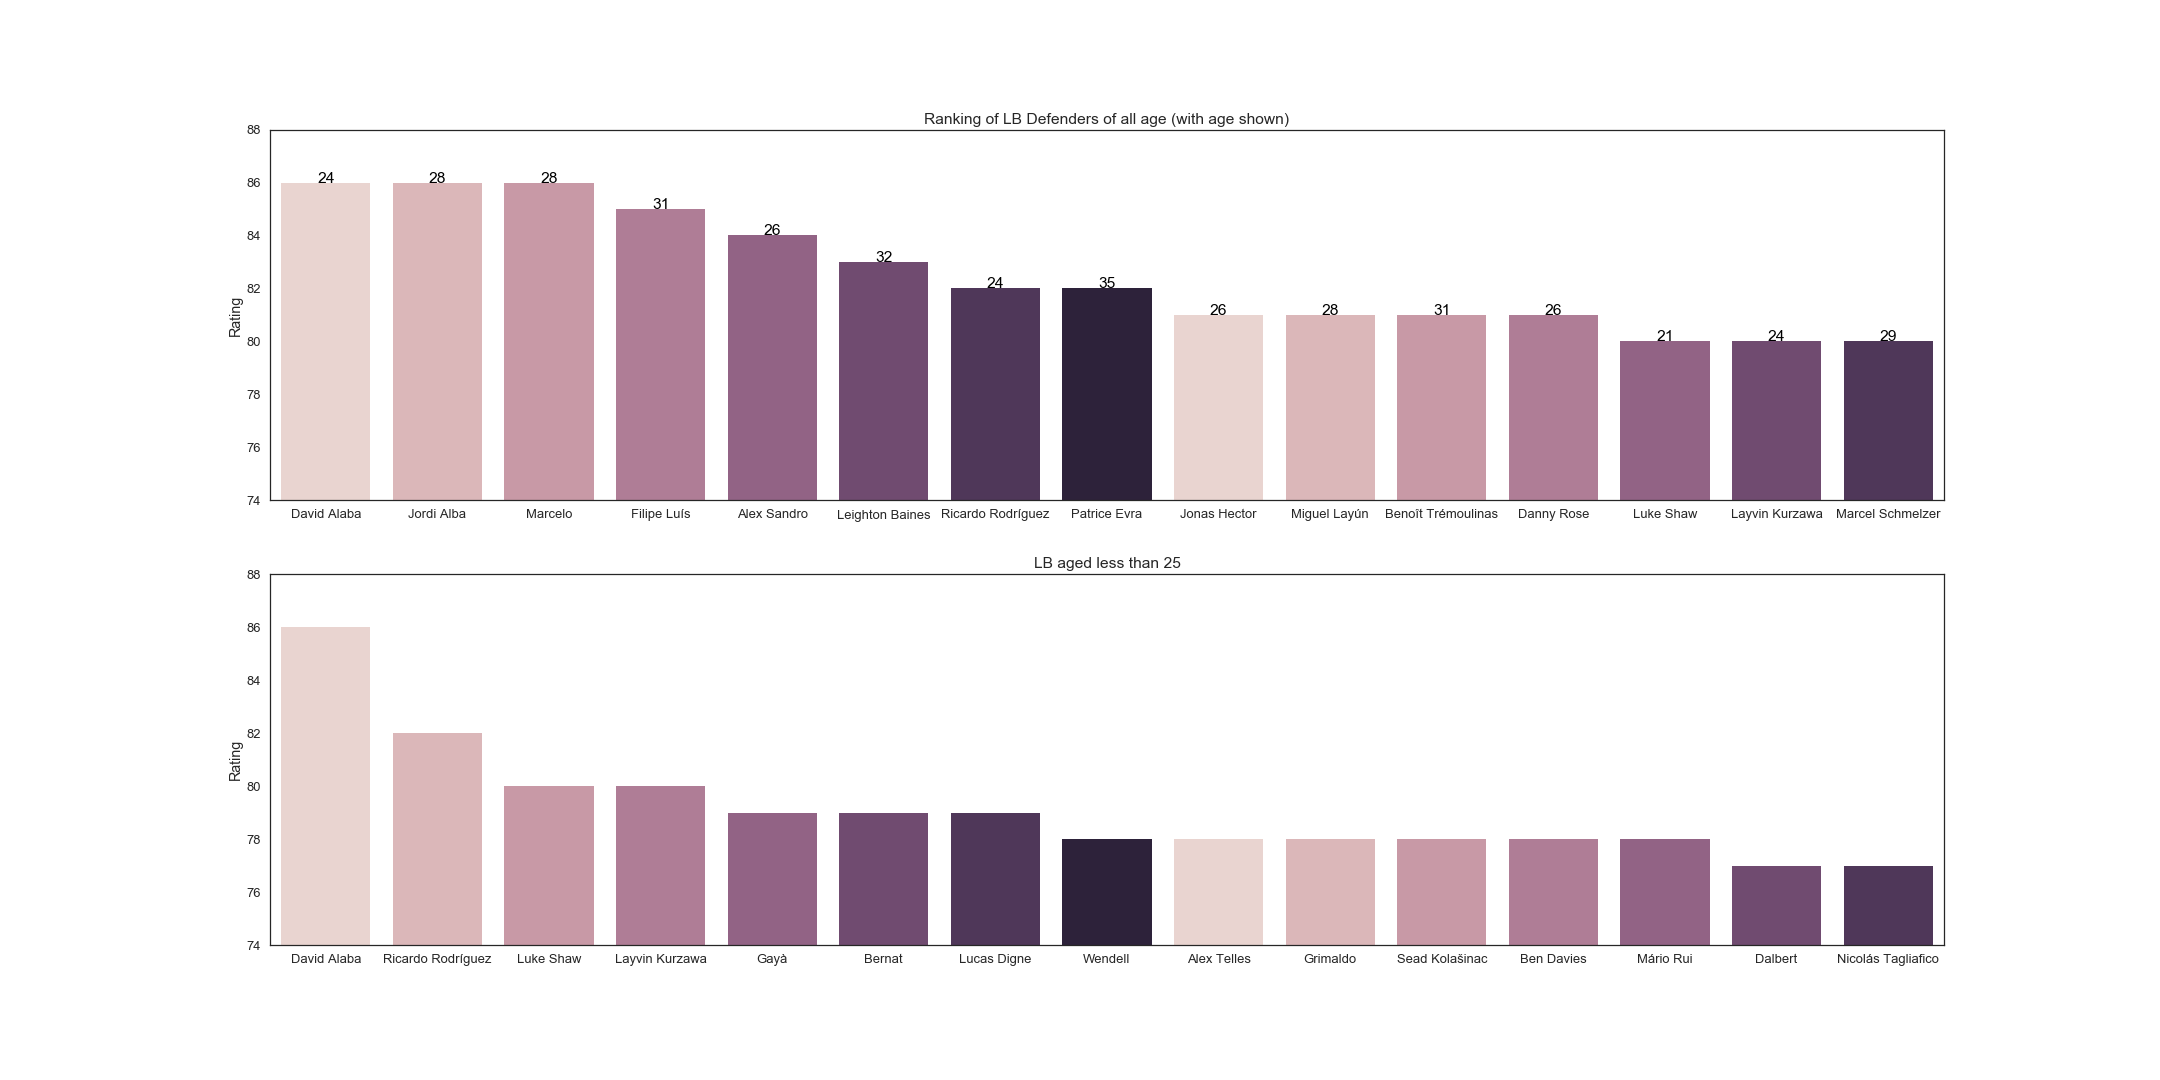 Ranking of LB Defenders of all age (with age shown)
88
86
84
82
80
78
76
74
Rating
24 28 28 31 26 32 24 35 26 28 31 26 21 24 29
David Alaba Jordi Alba Marcelo Filipe Luís Alex Sandro Leighton Baines Ricardo Rodríguez Patrice Evra Jonas Hector Miguel Layún Benoît Trémoulinas Danny Rose Luke Shaw Layvin Kurzawa Marcel Schmelzer
LB aged less than 25
88
86
84
82
80
78
76
74
Rating
David Alaba Ricardo Rodríguez Luke Shaw Layvin Kurzawa Gayà Bernat Lucas Digne Wendell Alex Telles Grimaldo Sead Kolašinac Ben Davies Mário Rui Dalbert Nicolás Tagliafico